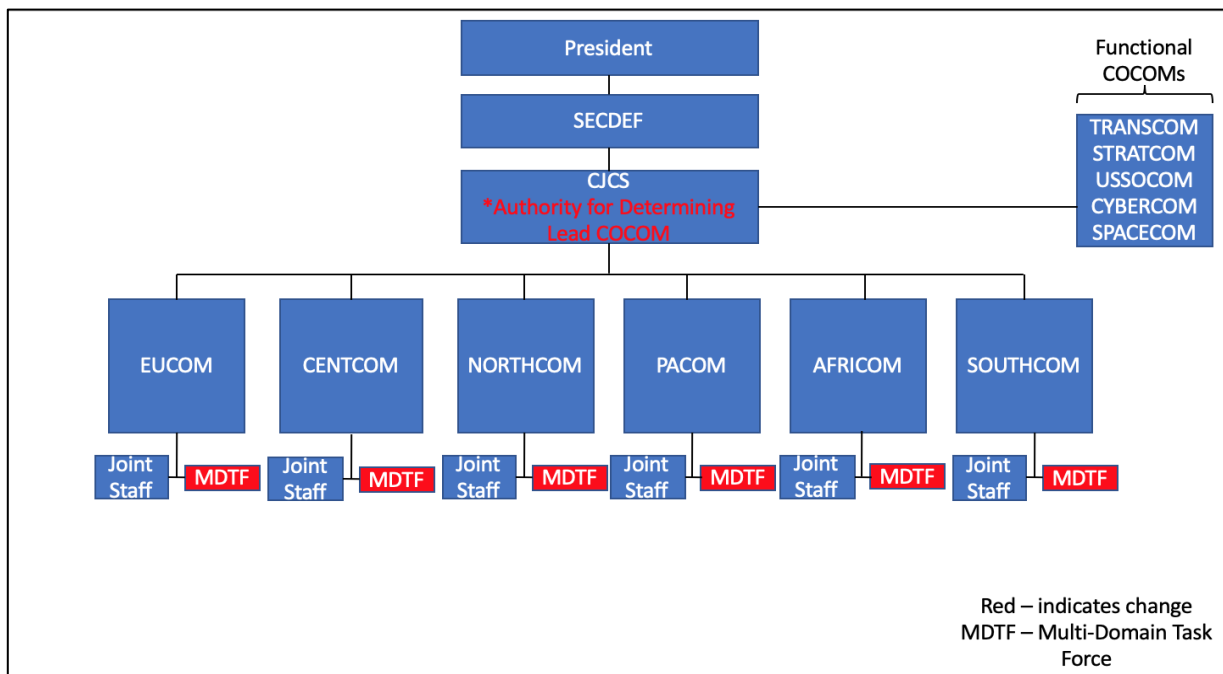 President
Functional
COCOMs
SECDEF
TRANSCOM
STRATCOM
USSOCOM
CYBERCOM
SPACECOM
CJCS
*Authority for Determining
Lead COCOM
EUCOM
CENTCOM
NORTHCOM
PACOM
AFRICOM
SOUTHCOM
Joint
Staff
MDTF
Joint
Staff
MDTF
Joint
Staff
MDTF
Joint
Staff
MDTF
Joint
Staff
MDTF
Joint
Staff
MDTF
Red – indicates change
MDTF – Multi-Domain Task
Force